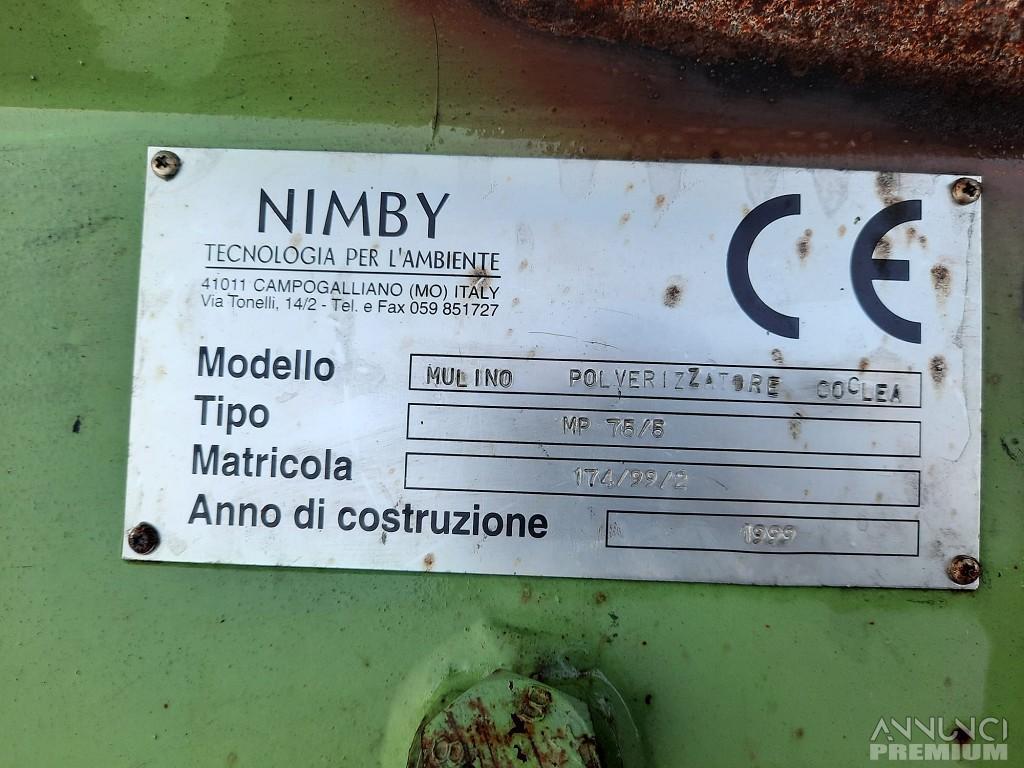 NIMBY
TECNOLOGIA PER L'AMBIENTE
41011 CAMPOGALLIANO (MO) ITALY
Via Tonelli, 14/2 - Tel. e Fax 059 851727
CE
Modello MULINO POLVERIZZATORE COCLEA
Tipo MP 75/5
Matricola 174/99/2
Anno di costruzione 1999
ANNUNCI
PREMIUM